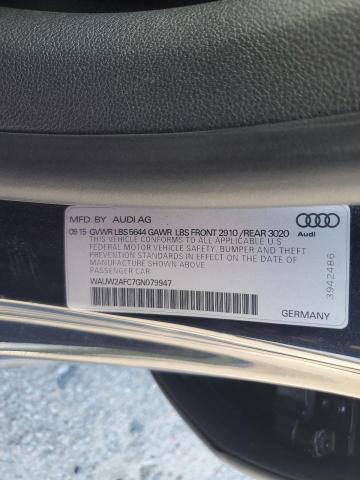 MFD. BY AUDI AG
09·15 GVWR LBS 5644 GAWR LBS FRONT 2910 /REAR 3020
THIS VEHICLE CONFORMS TO ALL APPLICABLE U.S
FEDERAL MOTOR VEHICLE SAFETY, BUMPER AND THEFT
PREVENTION STANDARDS IN EFFECT ON THE DATE OF
MANUFACTURE SHOWN ABOVE
PASSENGER CAR
WAUW2AFC7GN079947
Audi
3942486
GERMANY